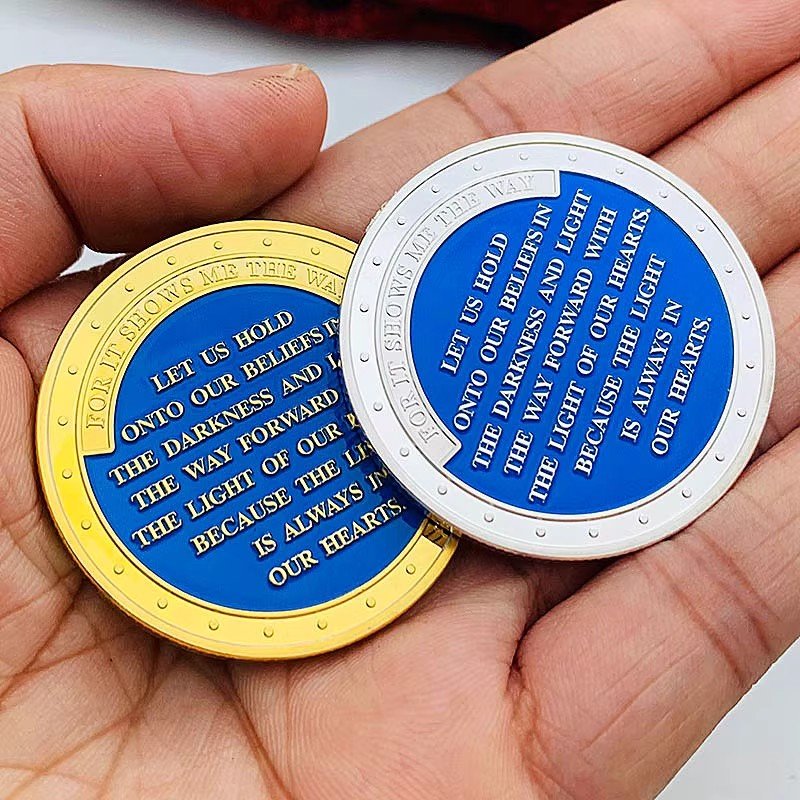 FOR IT SHOWS ME THE WAY
LET US HOLD
ONTO OUR BELIEFS IN
THE DARKNESS AND
THE WAY FORWARD
THE LIGHT OF OUR
BECAUSE THE
IS ALWAYS IN
OUR HEARTS.
FOR IT SHOWS ME THE WAY
LET US HOLD
ONTO OUR BELIEFS IN
THE DARKNESS AND LIGHT
THE WAY FORWARD WITH
THE LIGHT OF OUR HEARTS.
BECAUSE THE LIGHT
IS ALWAYS IN
OUR HEARTS.